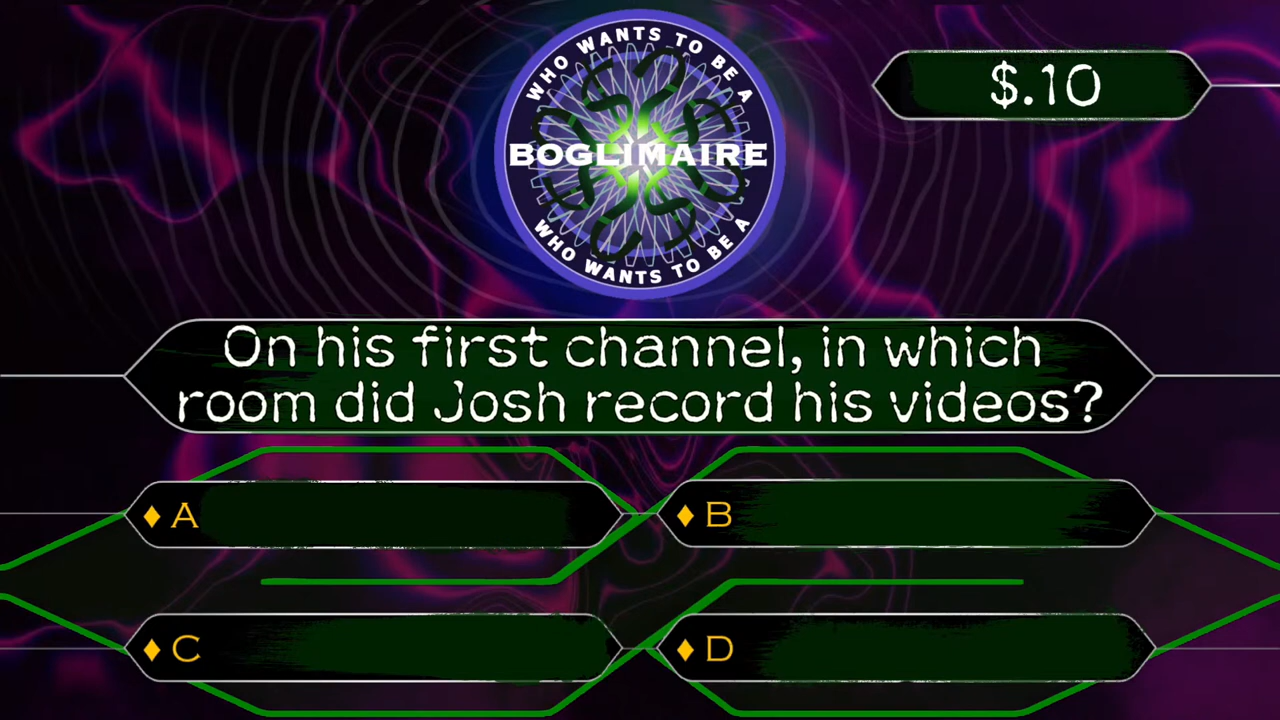 WHO WANTS TO BE A
BOGLIMAIRE
WHO WANTS TO BE A
$.10
On his first channel, in which
room did Josh record his videos?
A
B
C
D